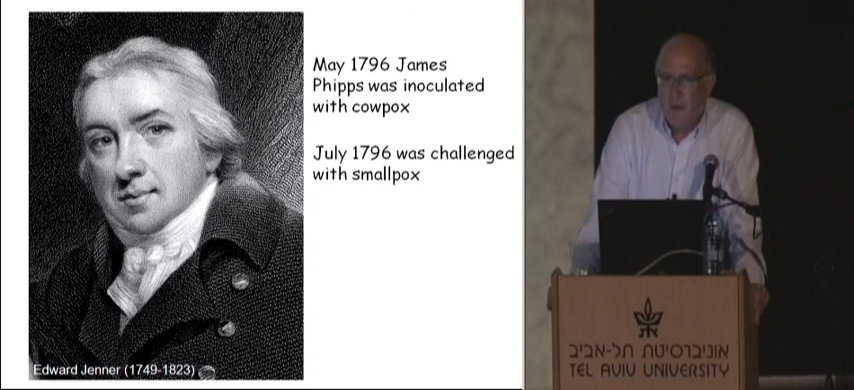 May 1796 James
Phipps was inoculated
with cowpox
July 1796 was challenged
with smallpox
Edward Jenner (1749-1823)
אוניברסיטת תל-אביב
TEL AVIV UNIVERSITY